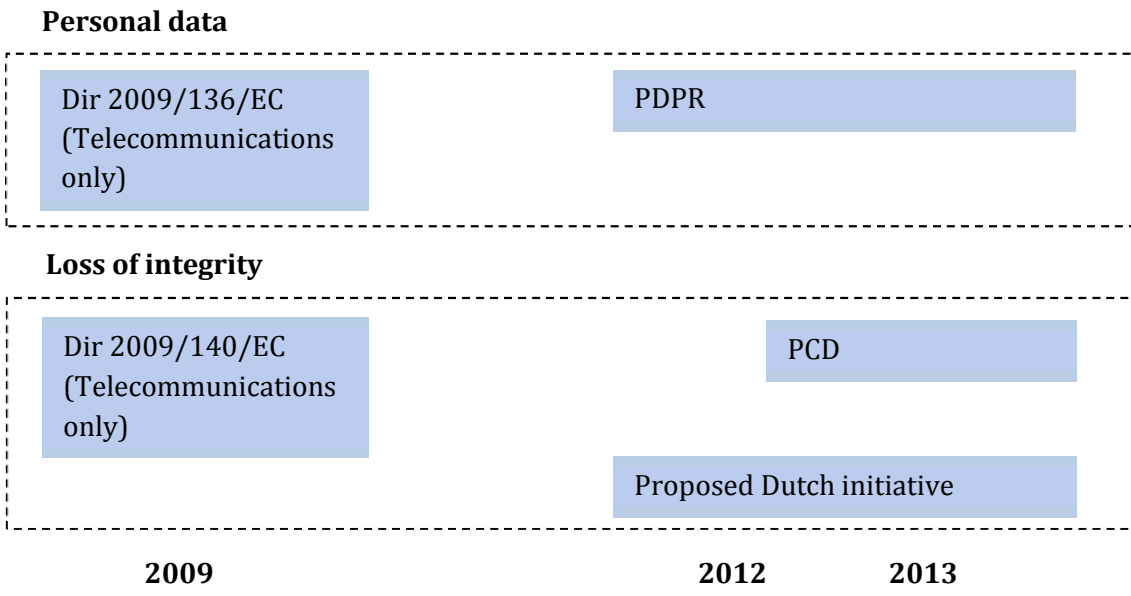 Personal data
Dir 2009/136/EC
(Telecommunications
only)
PDPR
Loss of integrity
Dir 2009/140/EC
(Telecommunications
only)
PCD
Proposed Dutch initiative
2009
2012
2013